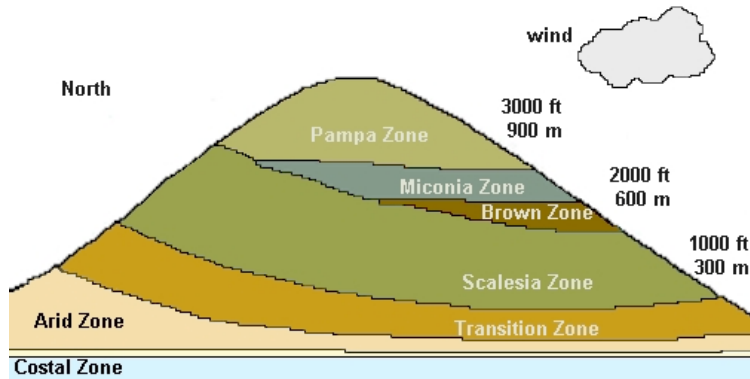 wind
North
3000 ft
900 m
Pampa Zone
2000 ft
600 m
Miconia Zone
Brown Zone
1000 ft
300 m
Scalesia Zone
Arid Zone
Transition Zone
Costal Zone